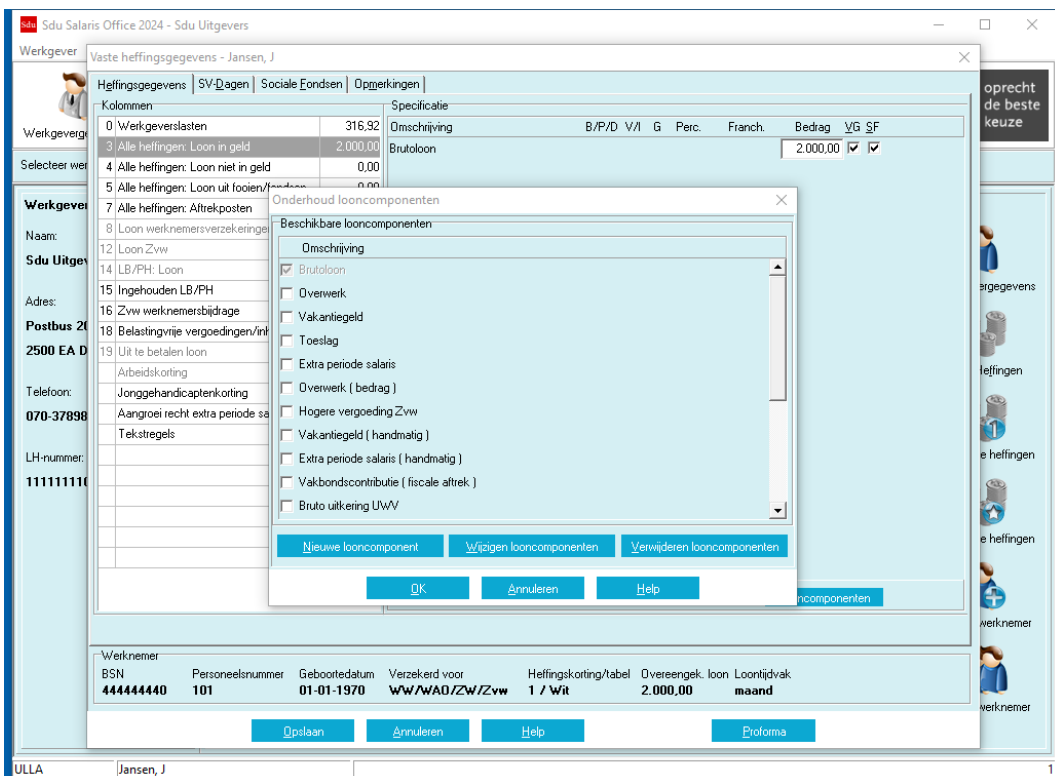 Sdu Sdu Salaris Office 2024 - Sdu Uitgevers
Werkgever
Vaste heffingsgegevens - Jansen, J
Heffingsgegevens SV-Dagen Sociale Fondsen Opmerkingen
oprecht
de beste
keuze
Kolommen
Specificatie
0 Werkgeverslasten 316,92
Omschrijving B/P/D V/I G Perc. Franch. Bedrag VG SF
3 Alle heffingen: Loon in geld 2.000,00
Brutoloon 2.000,00
4 Alle heffingen: Loon niet in geld 0,00
5 Alle heffingen: Loon uit fooien/fondsen 0,00
7 Alle heffingen: Aftrekposten
8 Loon werknemersverzekeringe
12 Loon Zvw
14 LB/PH: Loon
15 Ingehouden LB/PH
16 Zvw werknemersbijdrage
18 Belastingvrije vergoedingen/inh
19 Uit te betalen loon
Arbeidskorting
Jonggehandicaptenkorting
Aangroei recht extra periode sa
Tekstregels
Werkgeverge
Selecteer wer
Werkgever
Naam:
Sdu Uitgev
Adres:
Postbus 20
2500 EA D
Telefoon:
070-37898
LH-nummer:
111111110
Onderhoud looncomponenten
Beschikbare looncomponenten
Omschrijving
Brutoloon
Overwerk
Vakantiegeld
Toeslag
Extra periode salaris
Overwerk ( bedrag )
Hogere vergoeding Zvw
Vakantiegeld ( handmatig )
Extra periode salaris ( handmatig )
Vakbondscontributie ( fiscale aftrek )
Bruto uitkering UWV
Nieuwe looncomponent Wijzigen looncomponenten Verwijderen looncomponenten
OK Annuleren Help
ncomponenten
ergegevens
Heffingen
1
e heffingen
e heffingen
werknemer
werknemer
Werknemer
BSN Personeelsnummer Geboortedatum Verzekerd voor Heffingskorting/tabel Overeengek. loon Loontijdvak
444444440 101 01-01-1970 WW/WAO/ZW/Zvw 1 / Wit 2.000,00 maand
Opslaan Annuleren Help Proforma
ULLA Jansen, J 1